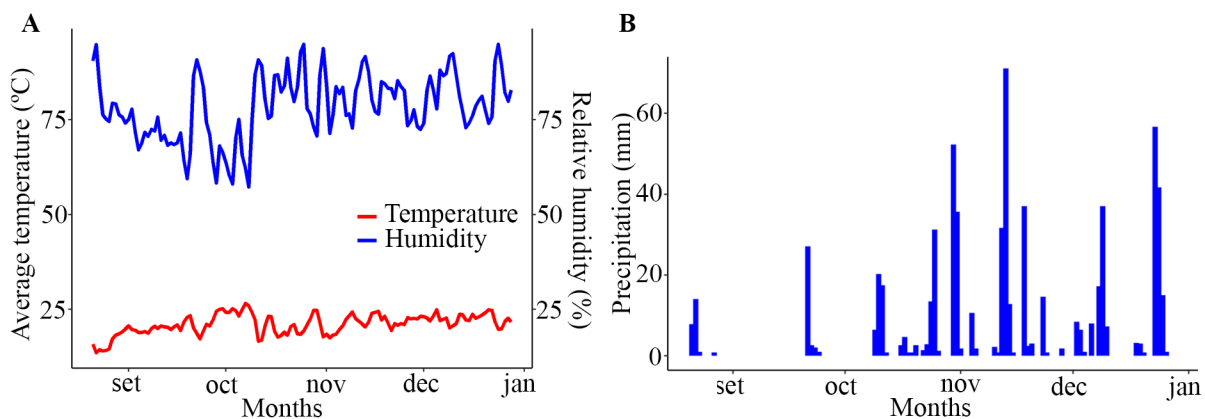 A
Average temperature (ºC)
75
50
25
Temperature
Humidity
75
50
25
Relative humidity (%)
set
oct
nov
dec
jan
Months
B
Precipitation (mm)
60
40
20
0
set
oct
nov
dec
jan
Months